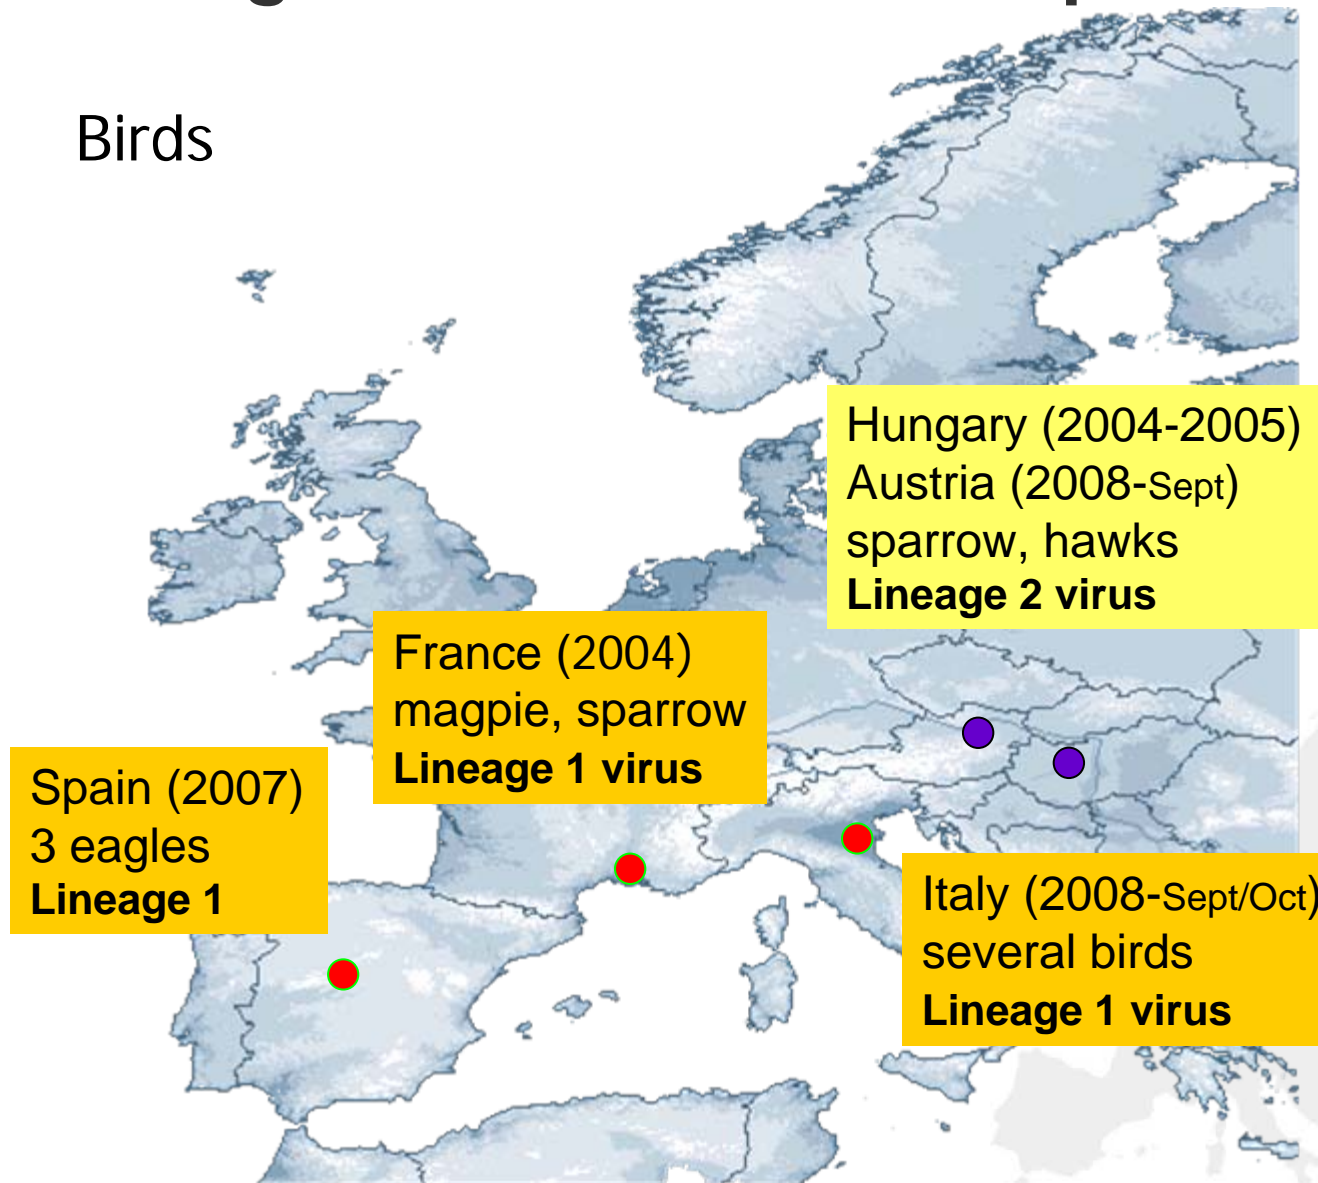 Birds
Hungary (2004-2005)
Austria (2008-Sept)
sparrow, hawks
Lineage 2 virus
France (2004)
magpie, sparrow
Lineage 1 virus
Spain (2007)
3 eagles
Lineage 1
Italy (2008-Sept/Oct)
several birds
Lineage 1 virus